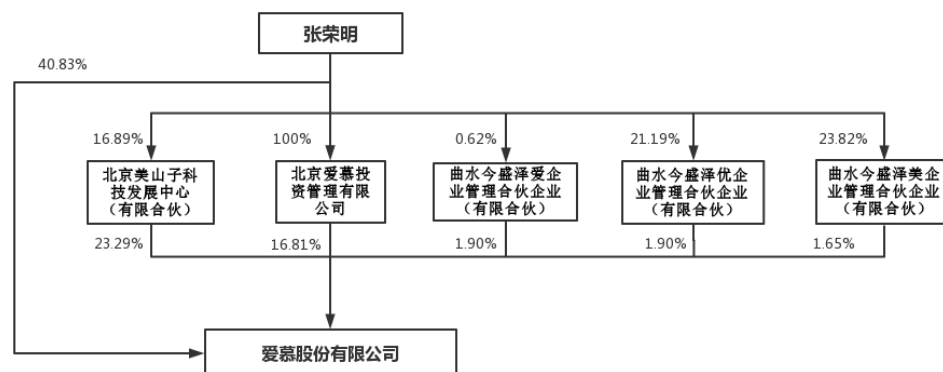 张荣明
40.83%
16.89%
100%
0.62%
21.19%
23.82%
北京美山子科
技发展中心
（有限合伙）
北京爱慕投
资管理有限
公司
曲水今盛泽爱企
业管理合伙企业
（有限合伙）
曲水今盛泽优企
业管理合伙企业
（有限合伙）
曲水今盛泽美企
业管理合伙企业
（有限合伙）
23.29%
16.81%
1.90%
1.90%
1.65%
爱慕股份有限公司